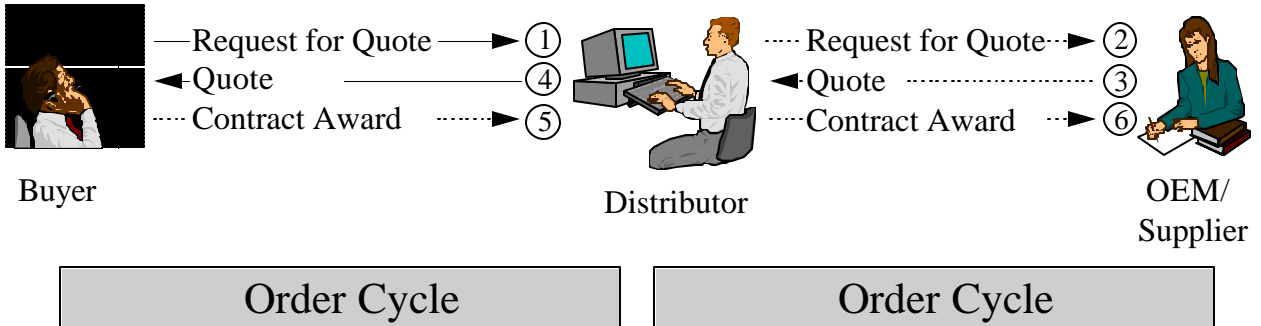 Request for Quote ① Request for Quote ②
Quote ④ Quote ③
Contract Award ⑤ Contract Award ⑥
Buyer Distributor OEM/
Supplier
Order Cycle Order Cycle